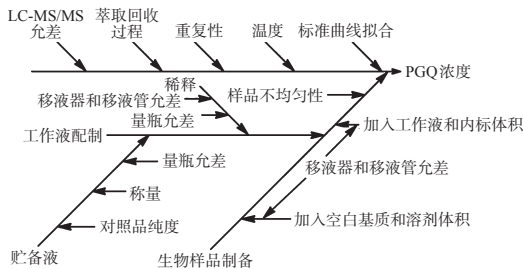 LC-MS/MS 萃取回收
允差 过程 重复性 温度 标准曲线拟合
PGQ浓度
稀释
移液器和移液管允差 样品不均匀性
量瓶允差 加入工作液和内标体积
工作液配制
量瓶允差 移液器和移液管允差
称量
对照品纯度 加入空白基质和溶剂体积
贮备液 生物样品制备